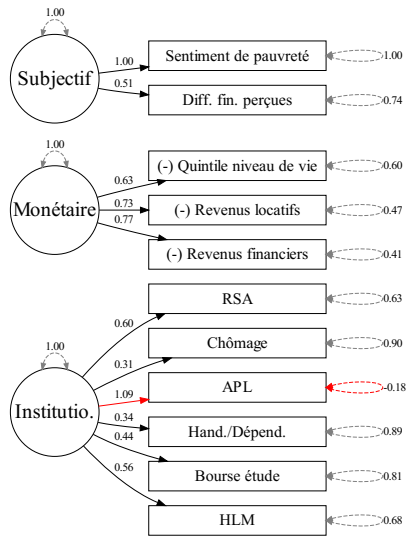 1.00
Subjectif
1.00
Sentiment de pauvreté
1.00
0.51
Diff. fin. perçues
0.74
1.00
Monétaire
0.63
(-) Quintile niveau de vie
0.60
0.73
(-) Revenus locatifs
0.47
0.77
(-) Revenus financiers
0.41
1.00
Institutio.
0.60
RSA
0.63
0.31
Chômage
0.90
1.09
APL
-0.18
0.34
Hand./Dépend.
0.89
0.44
Bourse étude
0.81
0.56
HLM
0.68